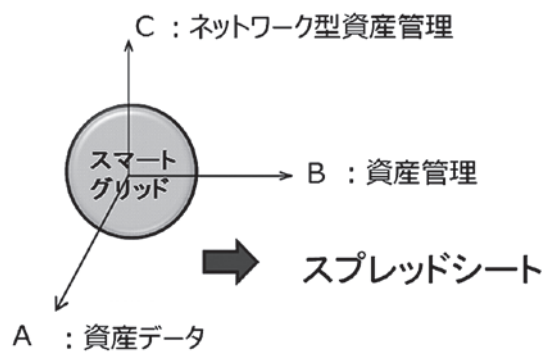 C ：ネットワーク型資産管理
スマート
グリッド
B ：資産管理
スプレッドシート
A ：資産データ